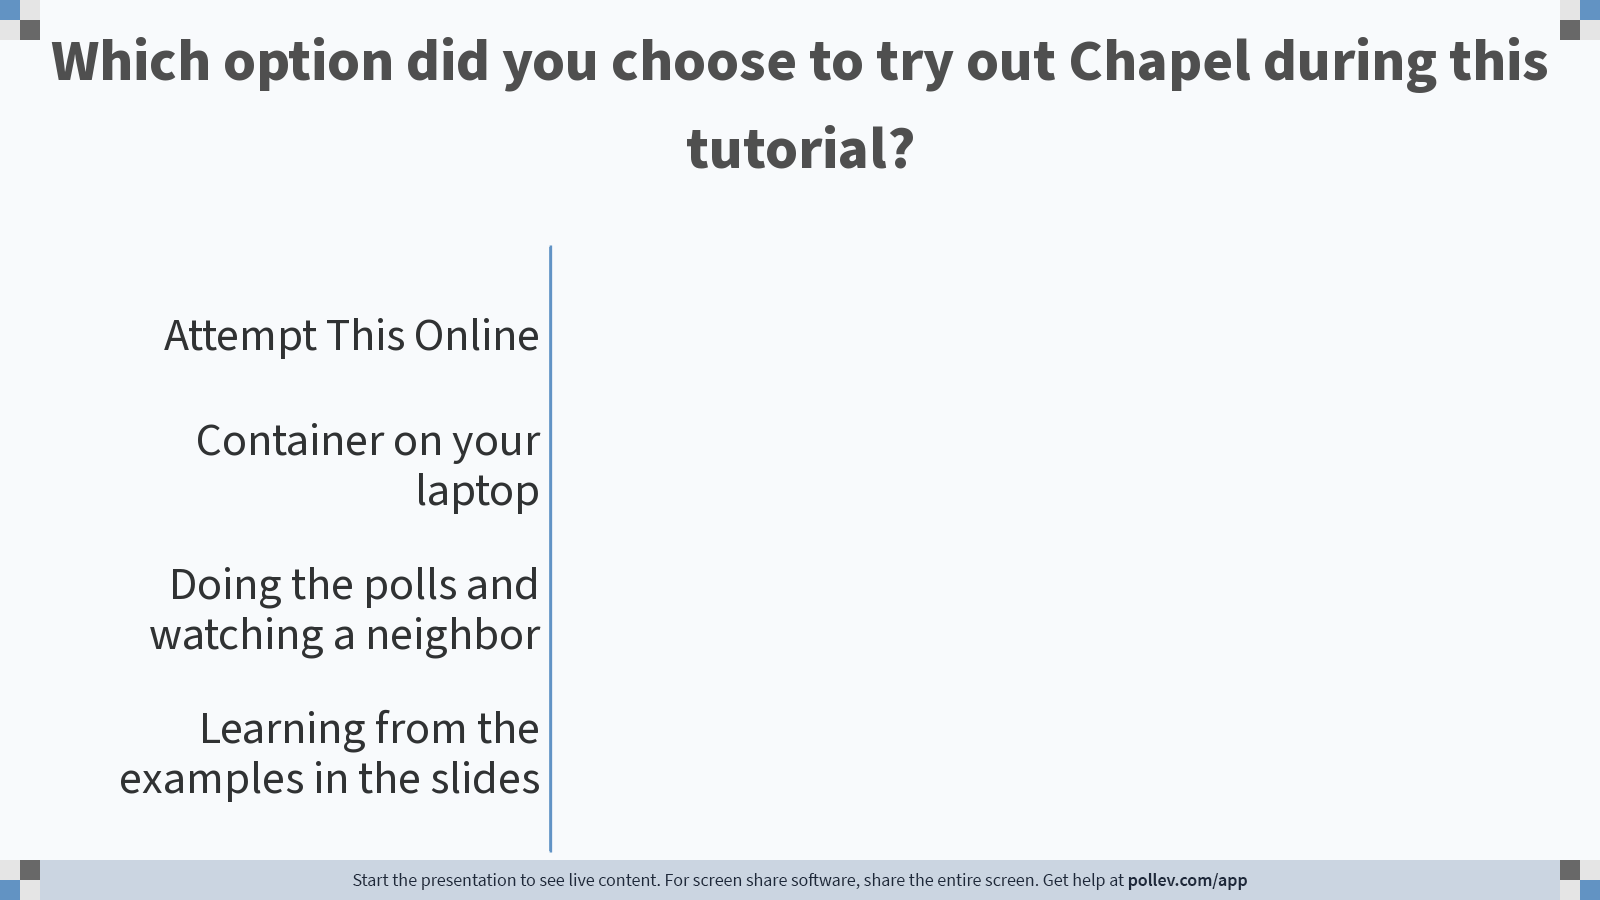 Which option did you choose to try out Chapel during this
tutorial?
Attempt This Online
Container on your
laptop
Doing the polls and
watching a neighbor
Learning from the
examples in the slides
Start the presentation to see live content. For screen share software, share the entire screen. Get help at pollev.com/app